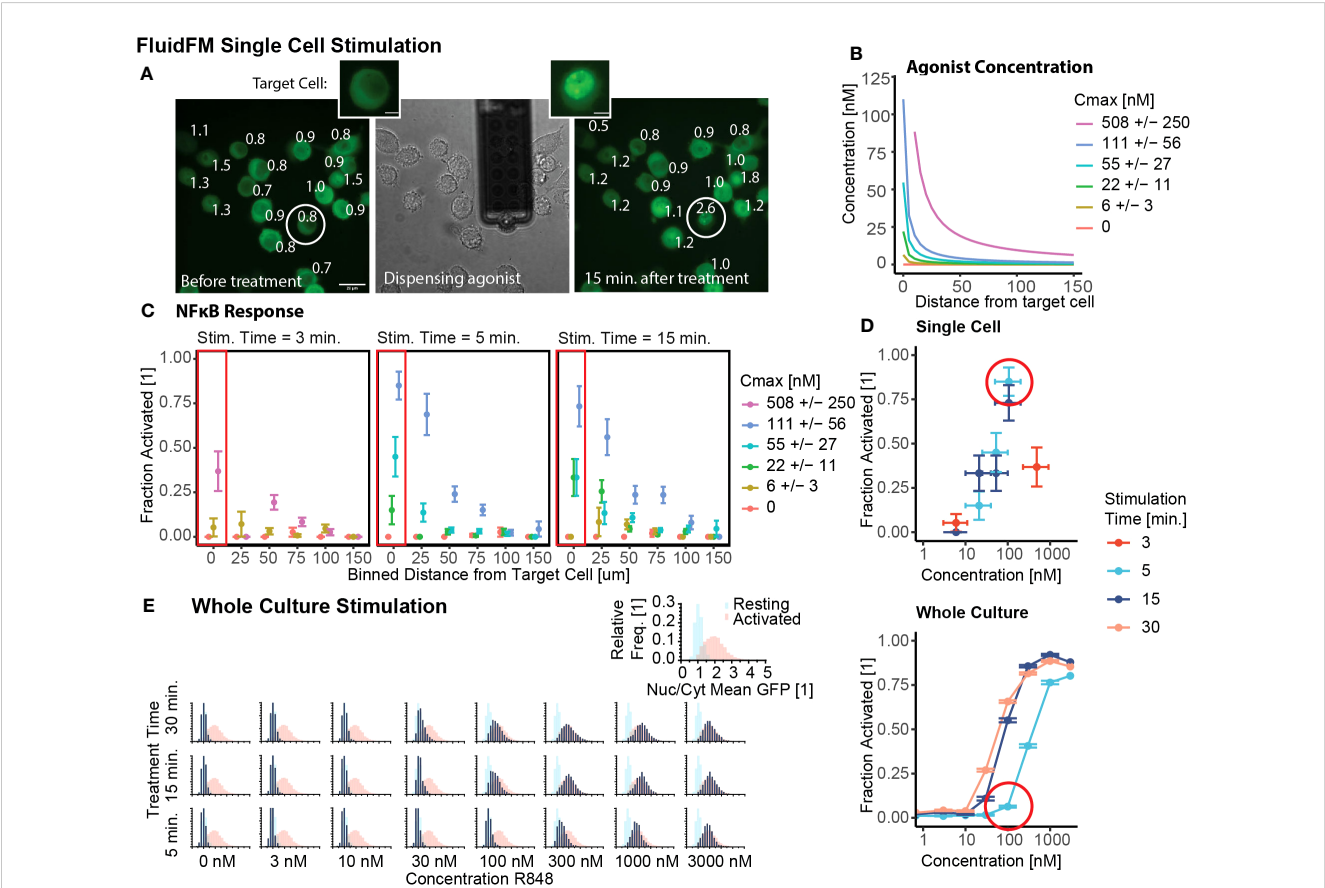 FluidFM Single Cell Stimulation
A
Target Cell:
1.1
0.8
0.9
0.8
1.5
0.8
0.9
1.3
0.7
1.0
1.5
1.3
0.9
0.8
0.9
0.8
0.7
Before treatment
Dispensing agonist
0.5
0.8
0.9
0.8
1.2
1.0
1.2
0.9
1.0
1.8
1.2
1.1
2.6
1.2
1.2
1.0
15 min. after treatment
B
Agonist Concentration
Concentration [nM]
125
100
75
50
25
0
0 50 100 150
Distance from target cell
Cmax [nM]
508 +/− 250
111 +/− 56
55 +/− 27
22 +/− 11
6 +/− 3
0
C
NFκB Response
Stim. Time = 3 min.
Stim. Time = 5 min.
Stim. Time = 15 min.
Fraction Activated [1]
1.00
0.75
0.50
0.25
0.00
0 25 50 75 100 150
0 25 50 75 100 150
0 25 50 75 100 150
Binned Distance from Target Cell [um]
Cmax [nM]
508 +/− 250
111 +/− 56
55 +/− 27
22 +/− 11
6 +/− 3
0
D
Single Cell
Fraction Activated [1]
1.00
0.75
0.50
0.25
0.00
1 10 100 1000
Concentration [nM]
Whole Culture
Fraction Activated [1]
1.00
0.75
0.50
0.25
0.00
1 10 100 1000
Concentration [nM]
Stimulation
Time [min.]
3
5
15
30
E
Whole Culture Stimulation
Relative
Freq. [1]
0.3
0.2
0.1
0.0
Resting
Activated
0 1 2 3 4 5
Nuc/Cyt Mean GFP [1]
Treatment Time
30 min.
15 min.
5 min.
0 nM 3 nM 10 nM 30 nM 100 nM 300 nM 1000 nM 3000 nM
Concentration R848